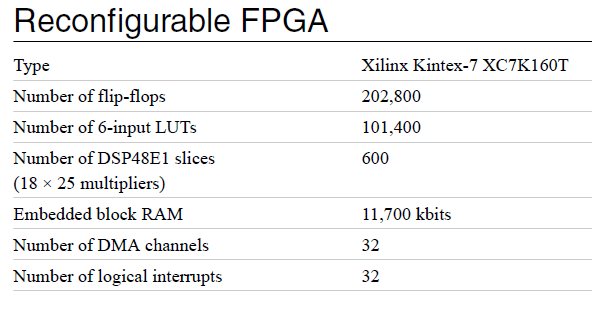 Reconfigurable FPGA
Type Xilinx Kintex-7 XC7K160T
Number of flip-flops 202,800
Number of 6-input LUTs 101,400
Number of DSP48E1 slices 600
(18 × 25 multipliers)
Embedded block RAM 11,700 kbits
Number of DMA channels 32
Number of logical interrupts 32